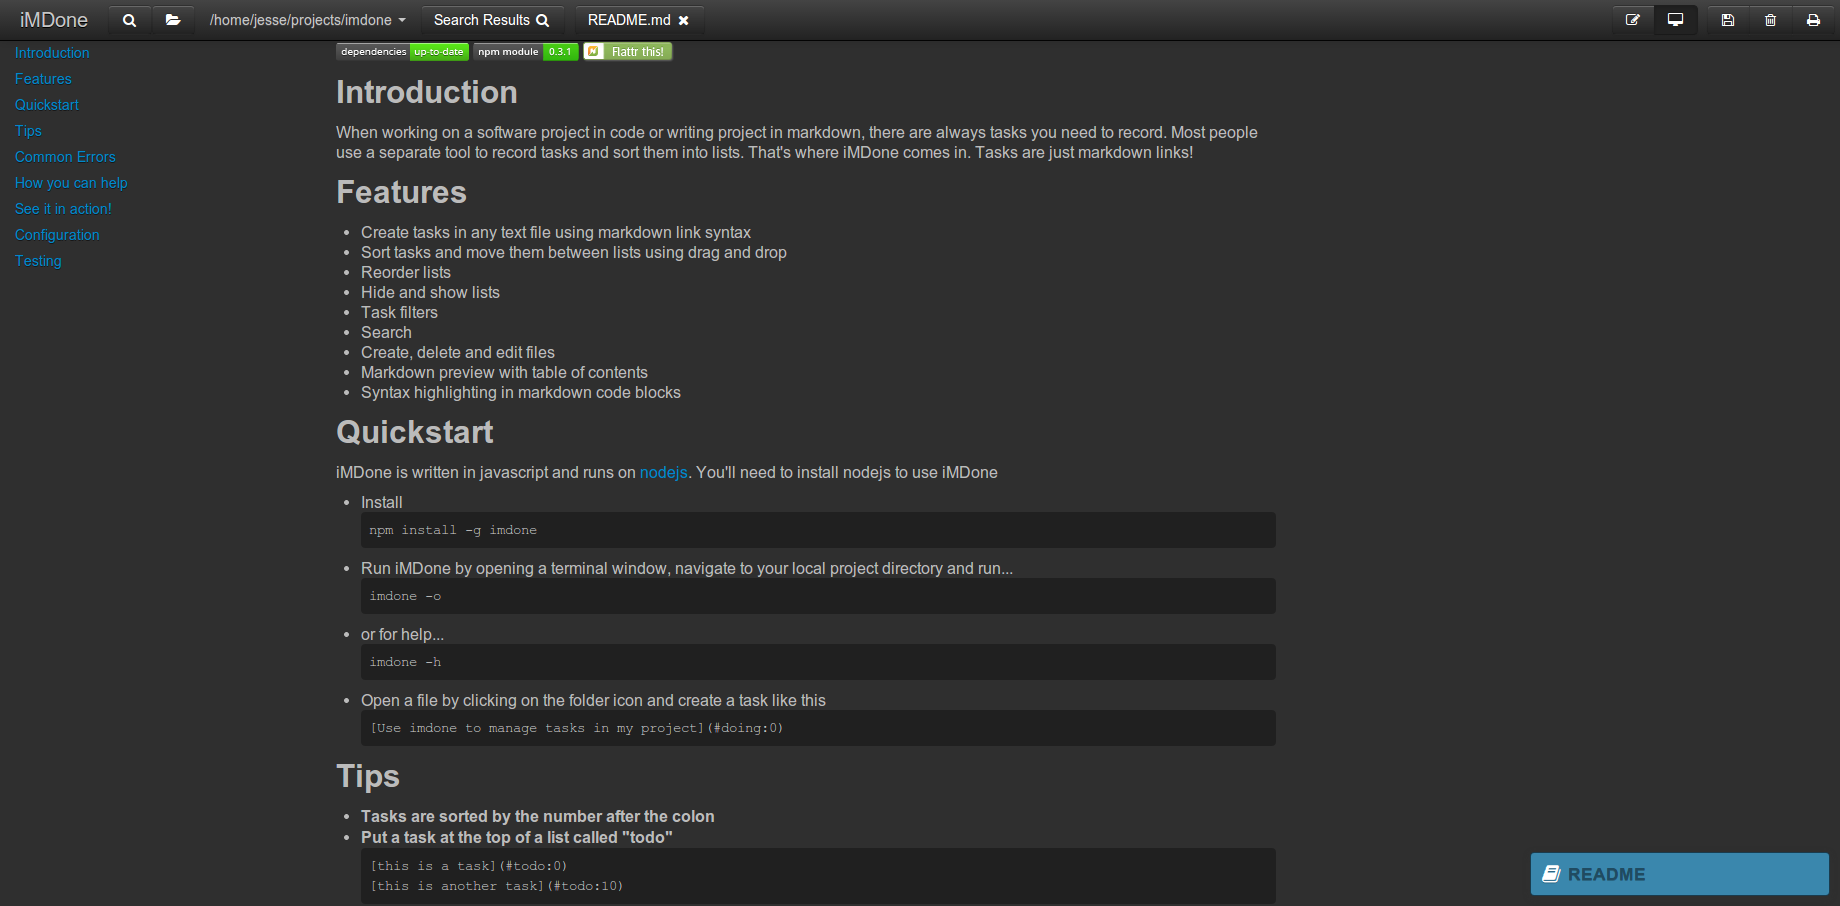 iMDone /home/jesse/projects/imdone Search Results README.md
Introduction
Features
Quickstart
Tips
Common Errors
How you can help
See it in action!
Configuration
Testing
dependencies up-to-date npm module 0.3.1 Flattr this!
Introduction
When working on a software project in code or writing project in markdown, there are always tasks you need to record. Most people
use a separate tool to record tasks and sort them into lists. That's where iMDone comes in. Tasks are just markdown links!
Features
Create tasks in any text file using markdown link syntax
Sort tasks and move them between lists using drag and drop
Reorder lists
Hide and show lists
Task filters
Search
Create, delete and edit files
Markdown preview with table of contents
Syntax highlighting in markdown code blocks
Quickstart
iMDone is written in javascript and runs on nodejs. You'll need to install nodejs to use iMDone
Install
npm install -g imdone
Run iMDone by opening a terminal window, navigate to your local project directory and run...
imdone -o
or for help...
imdone -h
Open a file by clicking on the folder icon and create a task like this
[Use imdone to manage tasks in my project](#doing:0)
Tips
Tasks are sorted by the number after the colon
Put a task at the top of a list called "todo"
[this is a task](#todo:0)
[this is another task](#todo:10)
README